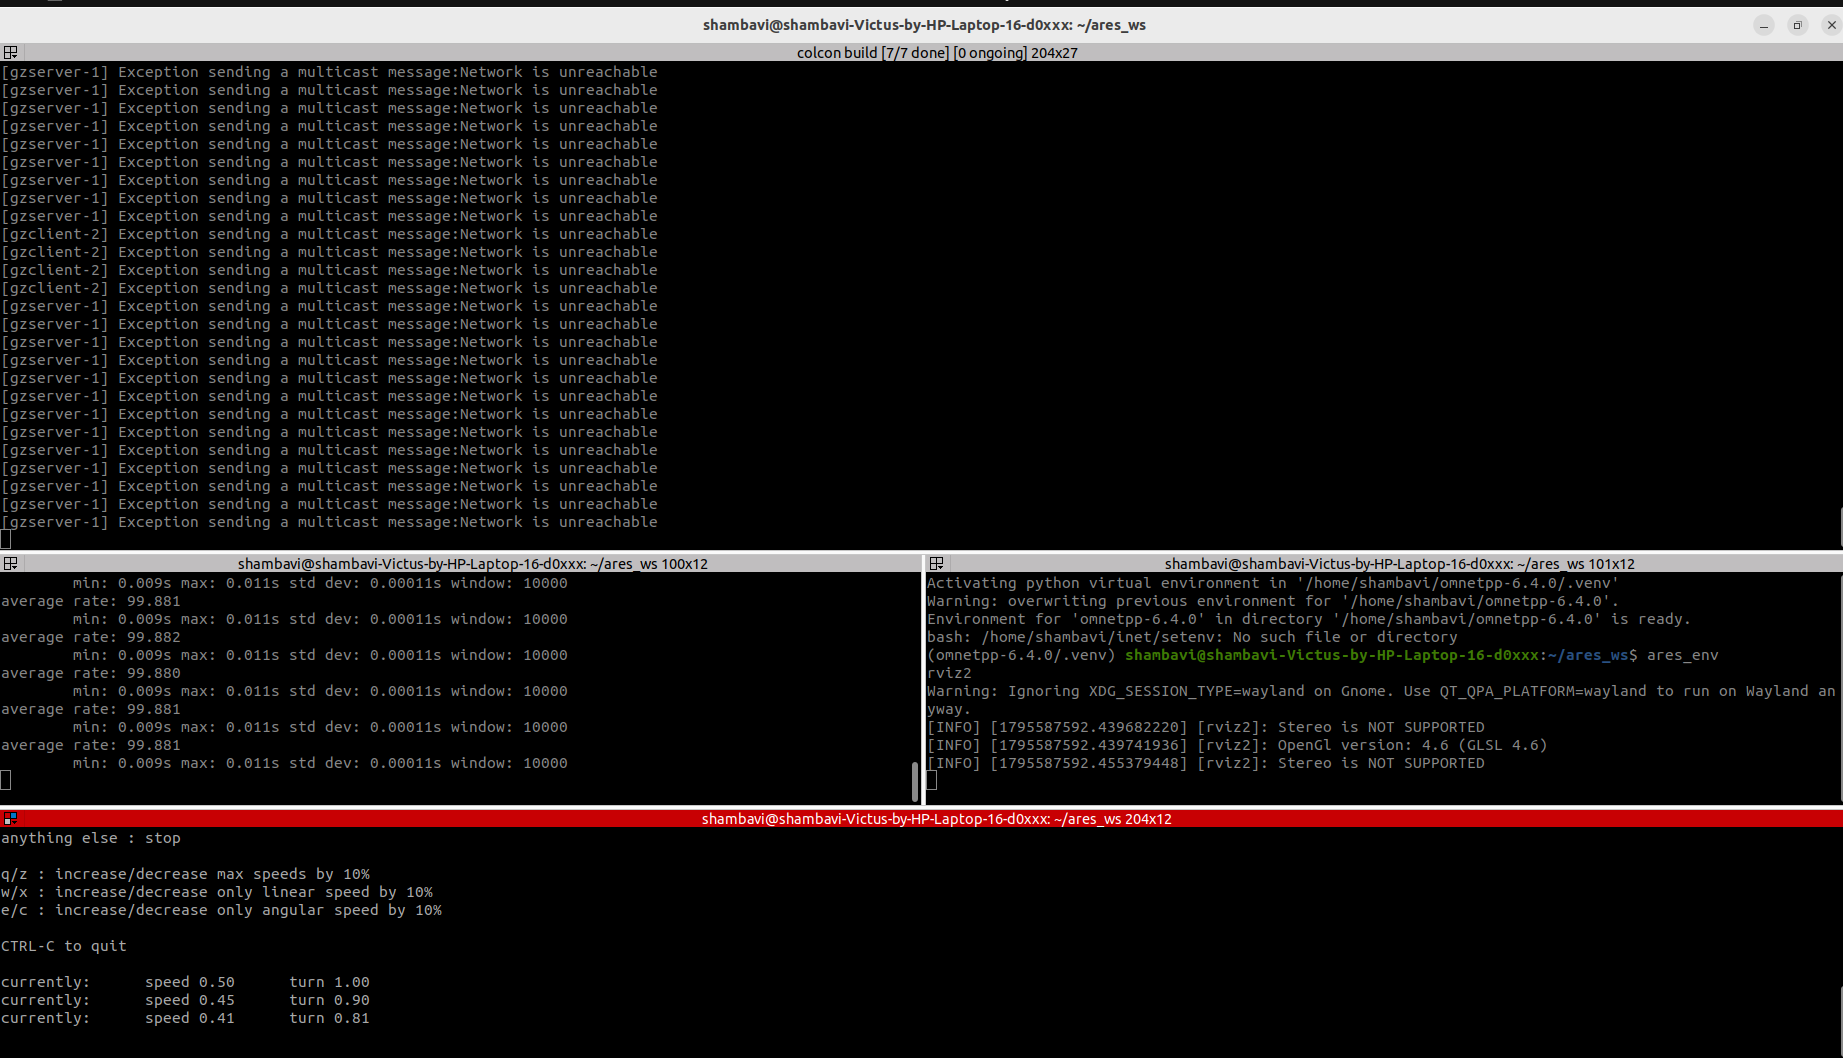 shambavi@shambavi-Victus-by-HP-Laptop-16-d0xxx: ~/ares_ws
colcon build [7/7 done] [0 ongoing] 204x27
[gzserver-1] Exception sending a multicast message:Network is unreachable
[gzserver-1] Exception sending a multicast message:Network is unreachable
[gzserver-1] Exception sending a multicast message:Network is unreachable
[gzserver-1] Exception sending a multicast message:Network is unreachable
[gzserver-1] Exception sending a multicast message:Network is unreachable
[gzserver-1] Exception sending a multicast message:Network is unreachable
[gzserver-1] Exception sending a multicast message:Network is unreachable
[gzserver-1] Exception sending a multicast message:Network is unreachable
[gzserver-1] Exception sending a multicast message:Network is unreachable
[gzclient-2] Exception sending a multicast message:Network is unreachable
[gzclient-2] Exception sending a multicast message:Network is unreachable
[gzclient-2] Exception sending a multicast message:Network is unreachable
[gzclient-2] Exception sending a multicast message:Network is unreachable
[gzserver-1] Exception sending a multicast message:Network is unreachable
[gzserver-1] Exception sending a multicast message:Network is unreachable
[gzserver-1] Exception sending a multicast message:Network is unreachable
[gzserver-1] Exception sending a multicast message:Network is unreachable
[gzserver-1] Exception sending a multicast message:Network is unreachable
[gzserver-1] Exception sending a multicast message:Network is unreachable
[gzserver-1] Exception sending a multicast message:Network is unreachable
[gzserver-1] Exception sending a multicast message:Network is unreachable
[gzserver-1] Exception sending a multicast message:Network is unreachable
[gzserver-1] Exception sending a multicast message:Network is unreachable
[gzserver-1] Exception sending a multicast message:Network is unreachable
[gzserver-1] Exception sending a multicast message:Network is unreachable
[gzserver-1] Exception sending a multicast message:Network is unreachable
shambavi@shambavi-Victus-by-HP-Laptop-16-d0xxx: ~/ares_ws 100x12
min: 0.009s max: 0.011s std dev: 0.00011s window: 10000
average rate: 99.881
min: 0.009s max: 0.011s std dev: 0.00011s window: 10000
average rate: 99.882
min: 0.009s max: 0.011s std dev: 0.00011s window: 10000
average rate: 99.880
min: 0.009s max: 0.011s std dev: 0.00011s window: 10000
average rate: 99.881
min: 0.009s max: 0.011s std dev: 0.00011s window: 10000
average rate: 99.881
min: 0.009s max: 0.011s std dev: 0.00011s window: 10000
shambavi@shambavi-Victus-by-HP-Laptop-16-d0xxx: ~/ares_ws 101x12
Activating python virtual environment in '/home/shambavi/omnetpp-6.4.0/.venv'
Warning: overwriting previous environment for '/home/shambavi/omnetpp-6.4.0'.
Environment for 'omnetpp-6.4.0' in directory '/home/shambavi/omnetpp-6.4.0' is ready.
bash: /home/shambavi/inet/setenv: No such file or directory
(omnetpp-6.4.0/.venv) shambavi@shambavi-Victus-by-HP-Laptop-16-d0xxx:~/ares_ws$ ares_env
rviz2
Warning: Ignoring XDG_SESSION_TYPE=wayland on Gnome. Use QT_QPA_PLATFORM=wayland to run on Wayland an
yway.
[INFO] [1795587592.439682220] [rviz2]: Stereo is NOT SUPPORTED
[INFO] [1795587592.439741936] [rviz2]: OpenGl version: 4.6 (GLSL 4.6)
[INFO] [1795587592.455379448] [rviz2]: Stereo is NOT SUPPORTED
shambavi@shambavi-Victus-by-HP-Laptop-16-d0xxx: ~/ares_ws 204x12
anything else : stop
q/z : increase/decrease max speeds by 10%
w/x : increase/decrease only linear speed by 10%
e/c : increase/decrease only angular speed by 10%
CTRL-C to quit
currently: speed 0.50 turn 1.00
currently: speed 0.45 turn 0.90
currently: speed 0.41 turn 0.81